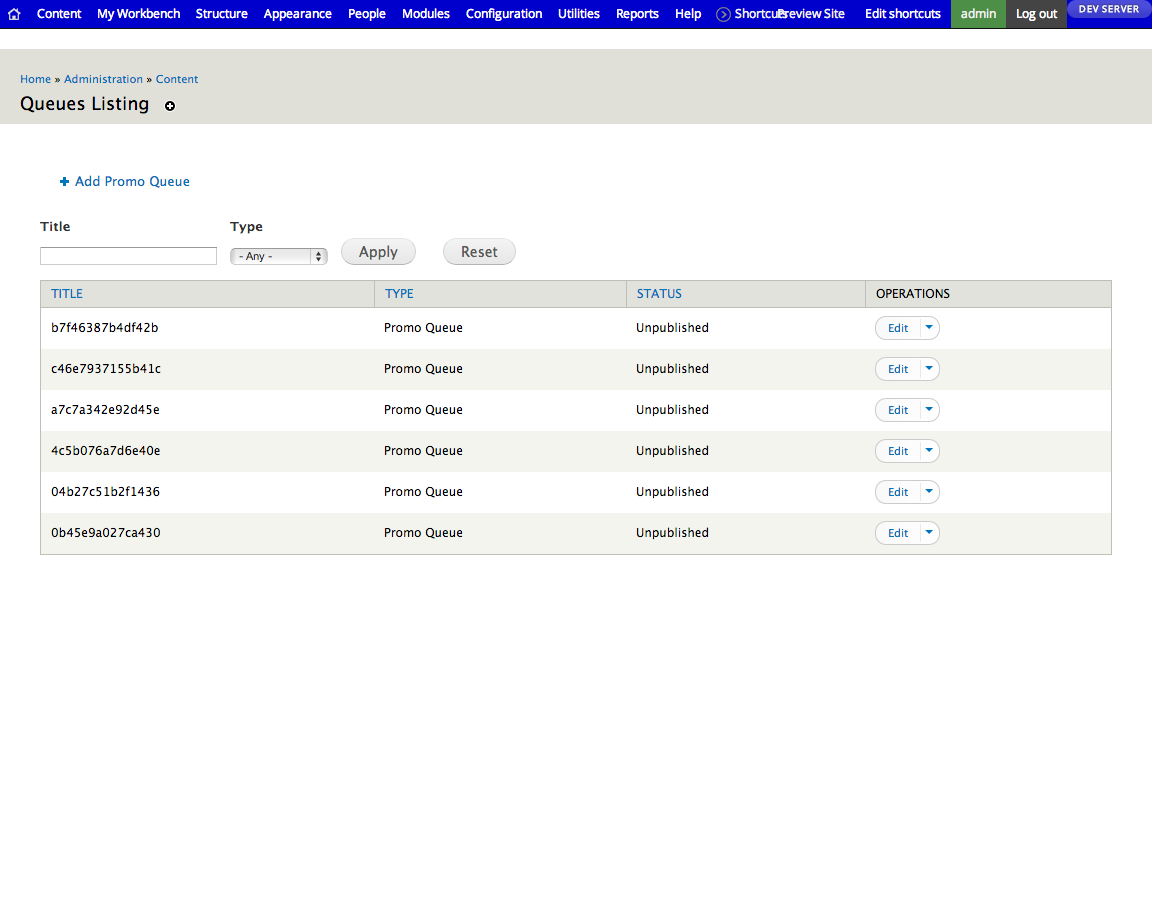 Content My Workbench Structure Appearance People Modules Configuration Utilities Reports Help Shortcuts Preview Site Edit shortcuts admin Log out DEV SERVER
Home » Administration » Content
Queues Listing
Add Promo Queue
Title Type
- Any - Apply Reset
TITLE TYPE STATUS OPERATIONS
b7f46387b4df42b Promo Queue Unpublished Edit
c46e7937155b41c Promo Queue Unpublished Edit
a7c7a342e92d45e Promo Queue Unpublished Edit
4c5b076a7d6e40e Promo Queue Unpublished Edit
04b27c51b2f1436 Promo Queue Unpublished Edit
0b45e9a027ca430 Promo Queue Unpublished Edit